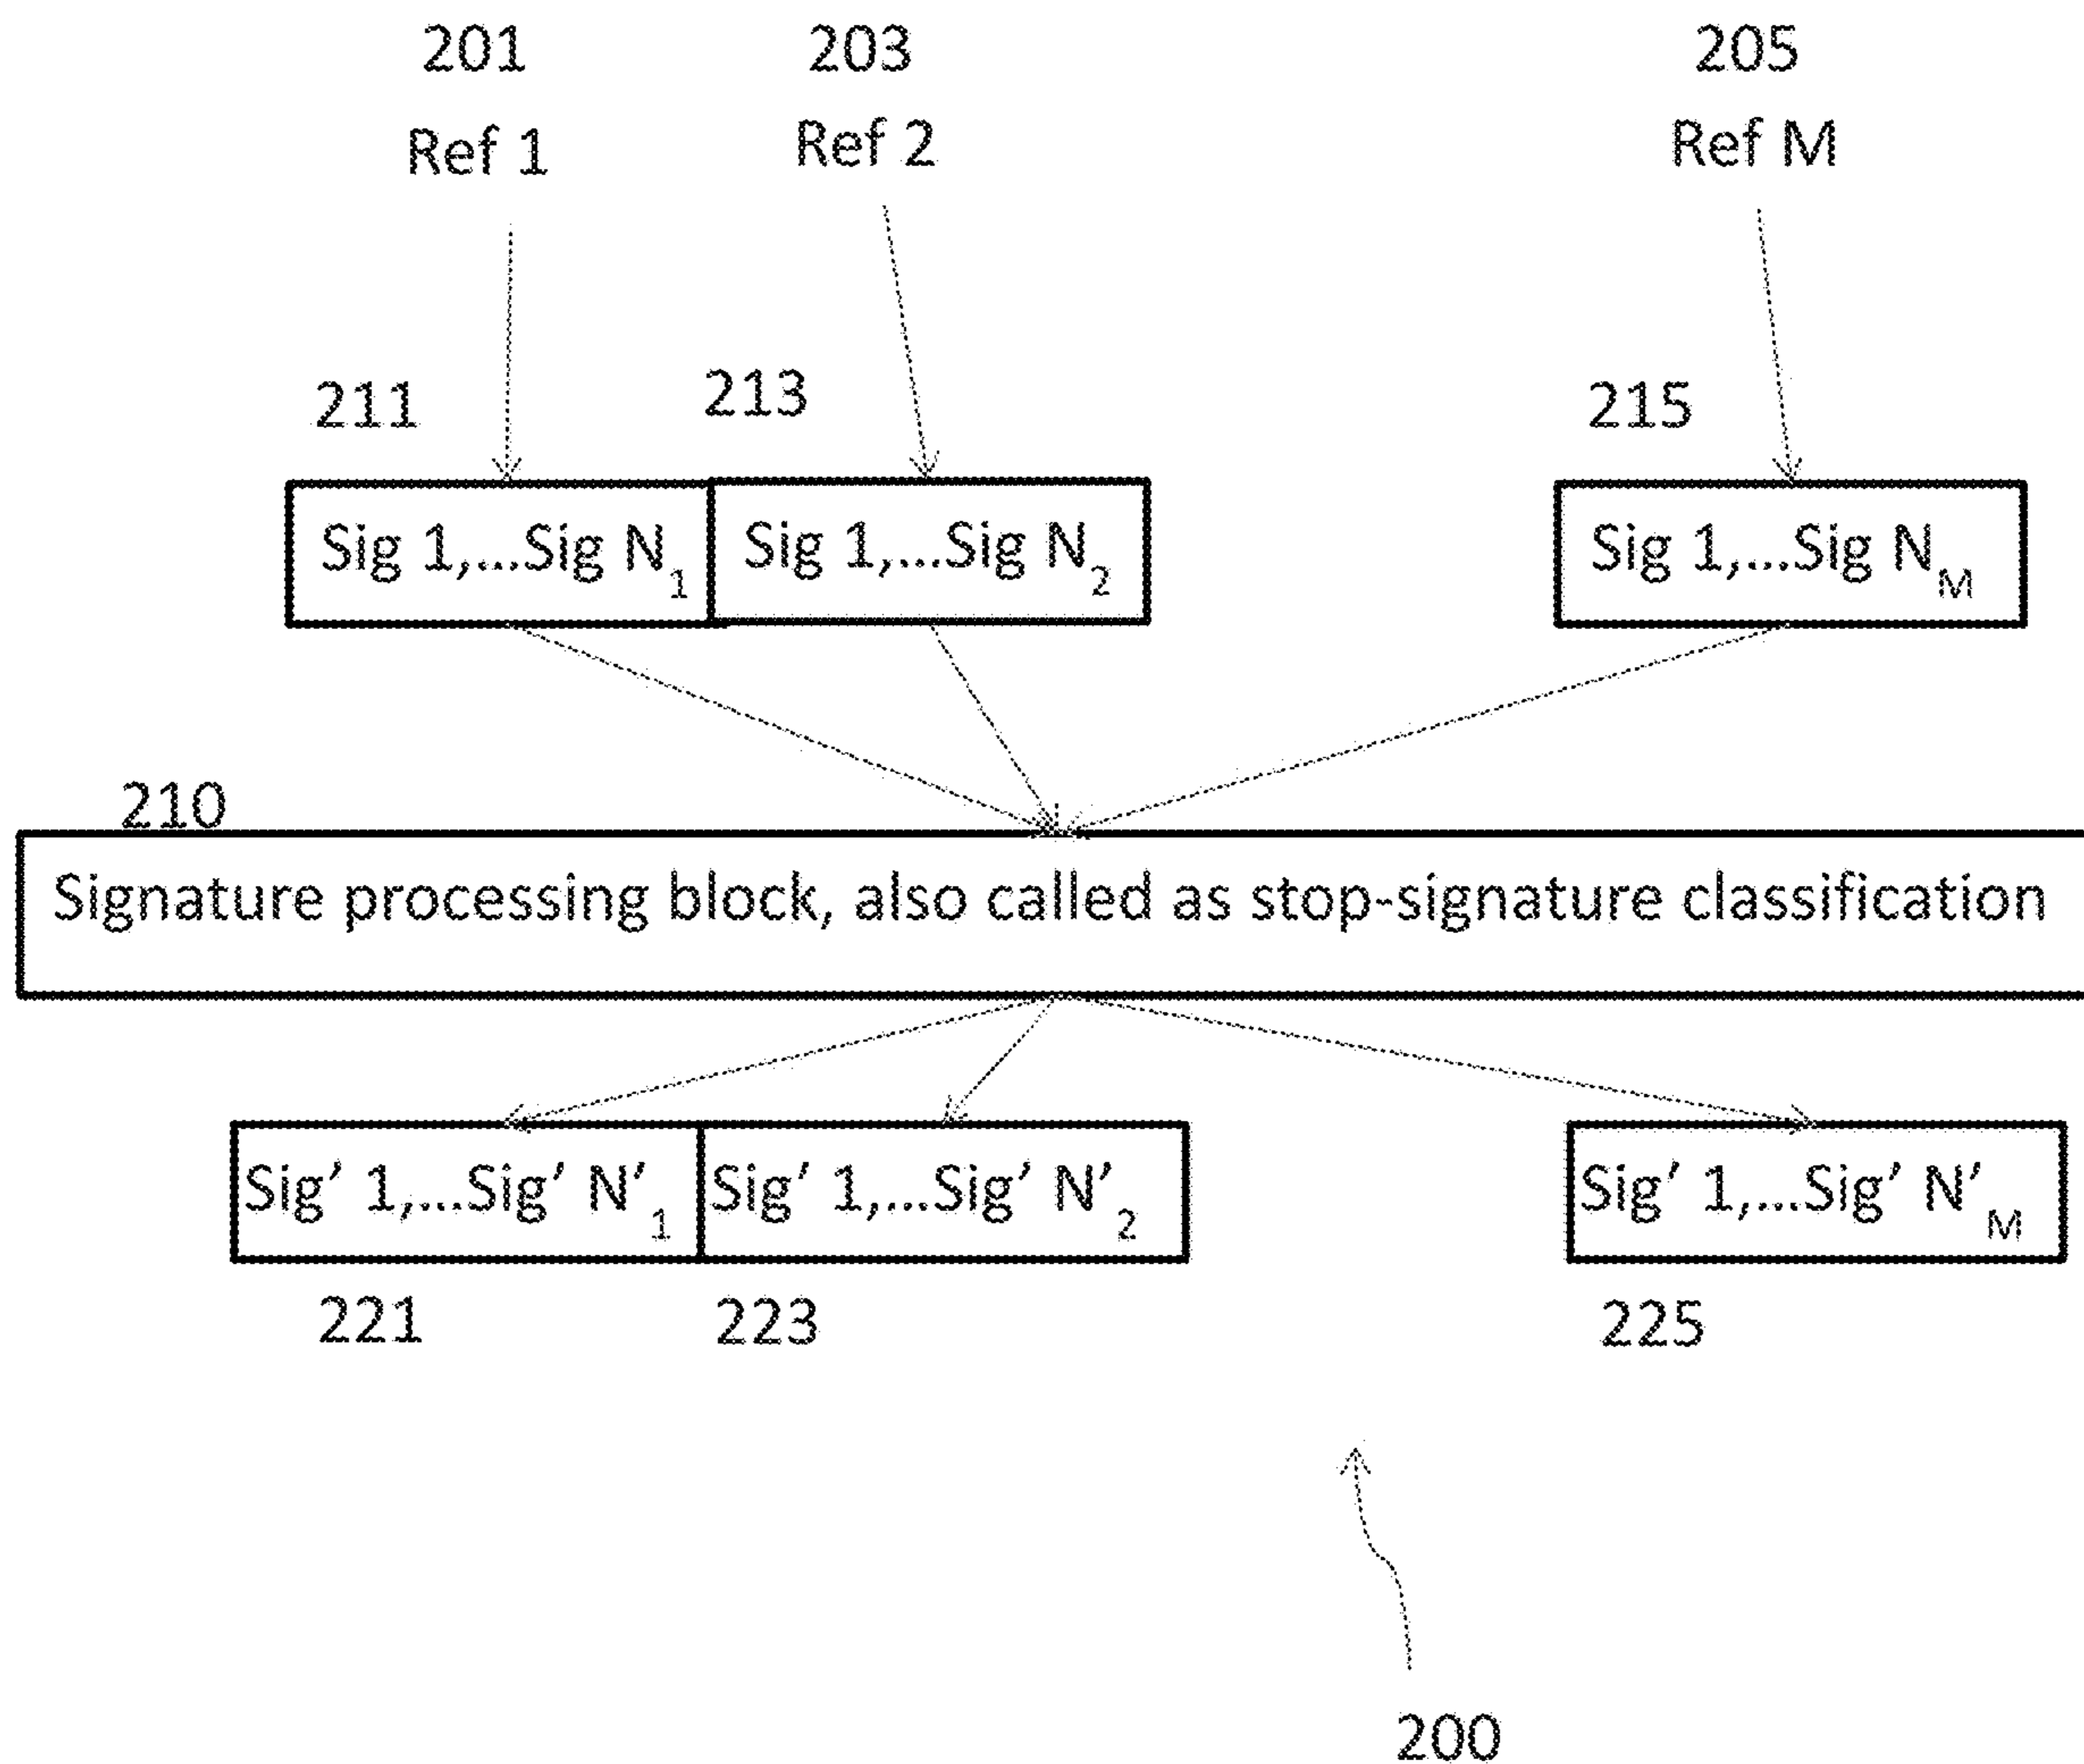 201 203 205
Ref 1 Ref 2 Ref M
211 213 215
Sig 1,...Sig N₁ Sig 1,...Sig N₂ Sig 1,...Sig Nₘ
210
Signature processing block, also called as stop-signature classification
Sig' 1,...Sig' N'₁ Sig' 1,...Sig' N'₂ Sig' 1,...Sig' N'ₘ
221 223 225
200